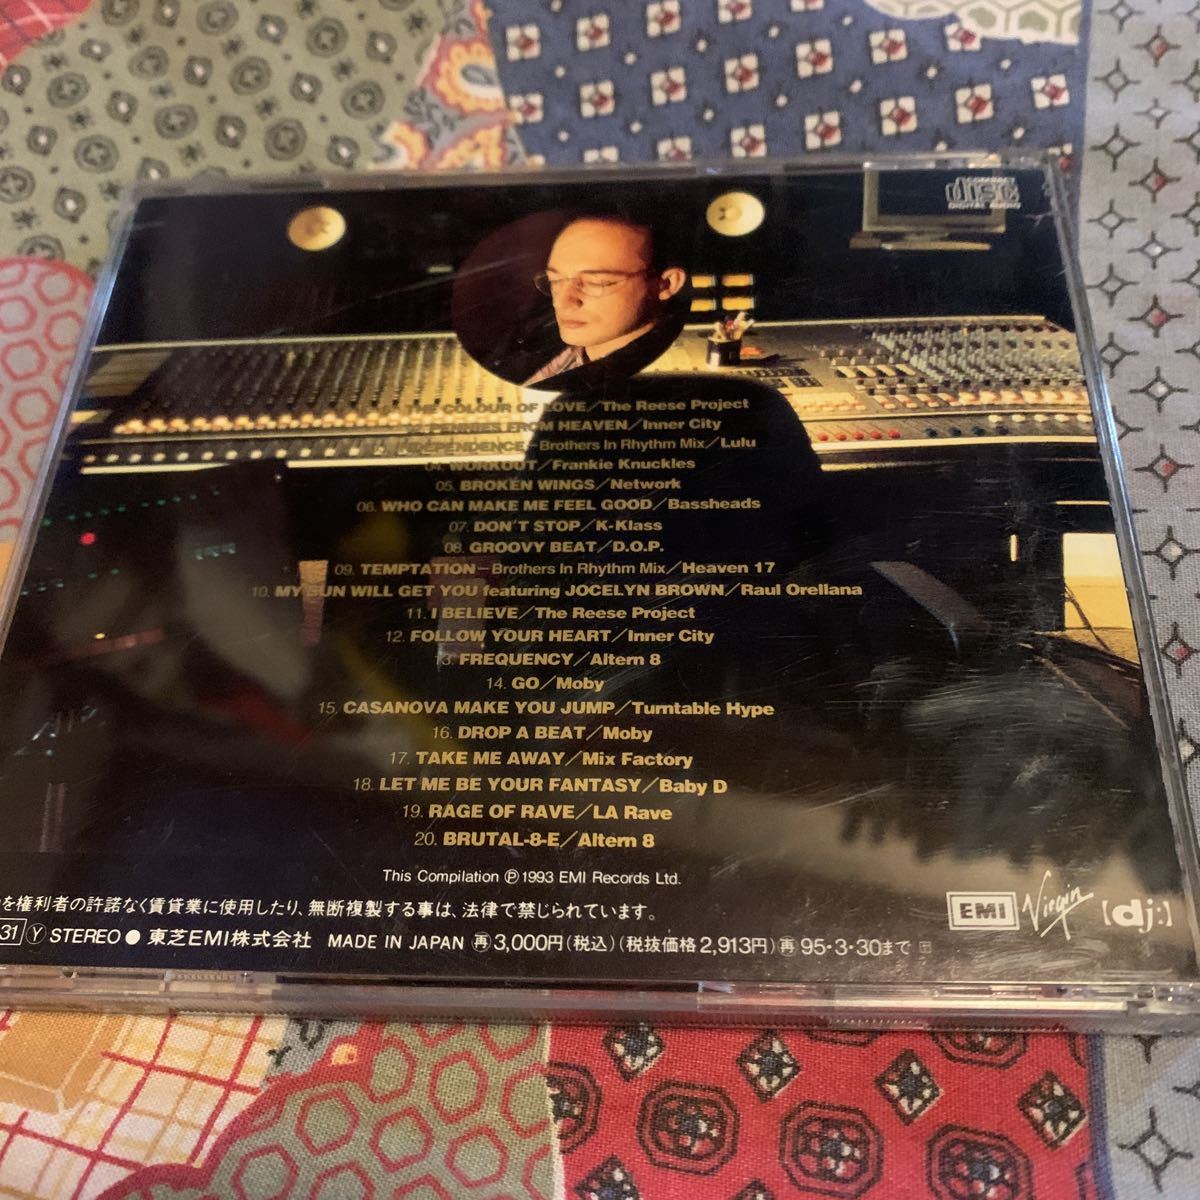 COMPACT
disc
DIGITAL AUDIO
THE COLOUR OF LOVE/The Reese Project
PENNIES FROM HEAVEN/Inner City
INDEPENDENCE-Brothers In Rhythm Mix/Lulu
04. WORKOUT/Frankie Knuckles
05. BROKEN WINGS/Network
06. WHO CAN MAKE ME FEEL GOOD/Bassheads
07. DON'T STOP/K-Klass
08. GROOVY BEAT/D.O.P.
09. TEMPTATION-Brothers In Rhythm Mix/Heaven 17
10. MY SUN WILL GET YOU featuring JOCELYN BROWN/Raul Orellana
11. I BELIEVE/The Reese Project
12. FOLLOW YOUR HEART/Inner City
13. FREQUENCY/Altern 8
14. GO/Moby
15. CASANOVA MAKE YOU JUMP/Turntable Hype
16. DROP A BEAT/Moby
17. TAKE ME AWAY/Mix Factory
18. LET ME BE YOUR FANTASY/Baby D
19. RAGE OF RAVE/LA Rave
20. BRUTAL-8-E/Altern 8
This Compilation Ⓟ 1993 EMI Records Ltd.
EMI Virgin 【dj:】
を権利者の許諾なく賃貸業に使用したり、無断複製する事は、法律で禁じられています。
31 Ⓨ STEREO ● 東芝EMI株式会社 MADE IN JAPAN 再 3,000円(税込)(税抜価格2,913円) 再 95・3・30まで